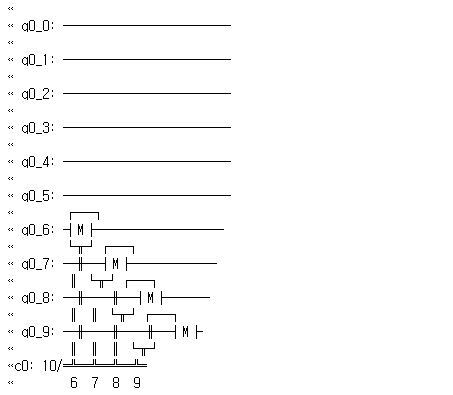 «
« q0_0: ────────────────────────
«
« q0_1: ────────────────────────
«
« q0_2: ────────────────────────
«
« q0_3: ────────────────────────
«
« q0_4: ────────────────────────
«
« q0_5: ────────────────────────
« ┌───┐
« q0_6: ┤ M ├───────────────────
« └─╥─┘ ┌───┐
« q0_7: ──╫──┤ M ├──────────────
« ║ └─╥─┘ ┌───┐
« q0_8: ──╫────╫──┤ M ├─────────
« ║ ║ └─╥─┘ ┌───┐
« q0_9: ──╫────╫────╫──┤ M ├─
« ║ ║ ║ └─╥─┘
«c0: 10/══╩══╩══╩══╩═
« 6 7 8 9